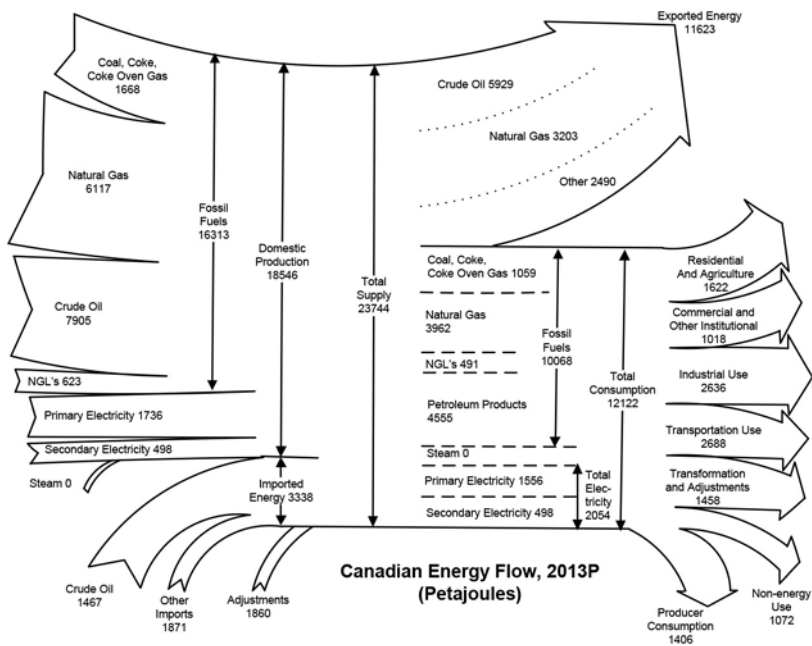 Exported Energy
11623
Coal, Coke,
Coke Oven Gas
1668
Crude Oil 5929
Natural Gas 3203
Other 2490
Natural Gas
6117
Fossil
Fuels
16313
Domestic
Production
18546
Total
Supply
23744
Coal, Coke,
Coke Oven Gas 1059
Natural Gas
3962
NGL's 491
Petroleum Products
4555
Steam 0
Primary Electricity 1556
Secondary Electricity 498
Fossil
Fuels
10068
Total
Consumption
12122
Total
Elec-
tricity
2054
Residential
And Agriculture
1622
Commercial and
Other Institutional
1018
Industrial Use
2636
Transportation Use
2688
Transformation
and Adjustments
1458
Crude Oil
7905
NGL's 623
Primary Electricity 1736
Secondary Electricity 498
Steam 0
Imported
Energy 3338
Crude Oil
1467
Other
Imports
1871
Adjustments
1860
Canadian Energy Flow, 2013P
(Petajoules)
Producer
Consumption
1406
Non-energy
Use
1072